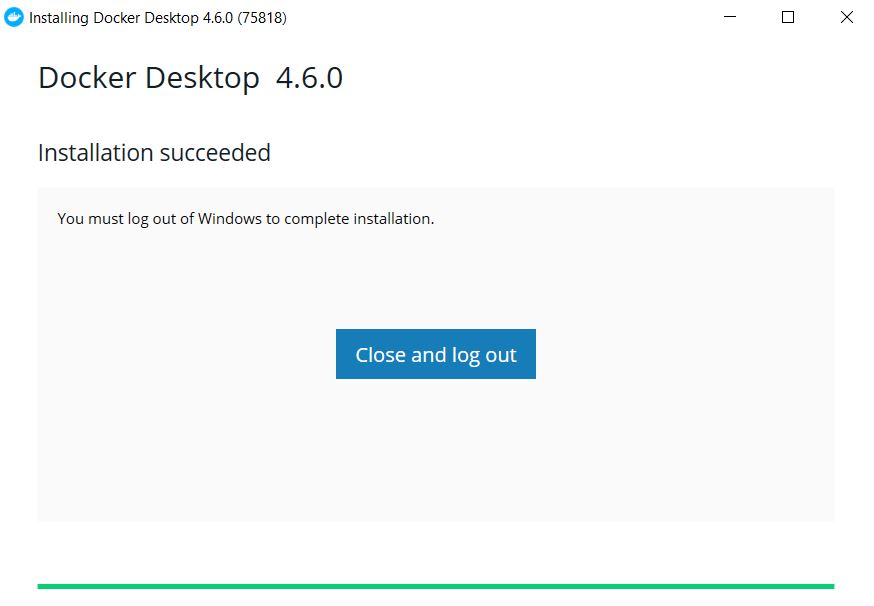 Installing Docker Desktop 4.6.0 (75818)
Docker Desktop 4.6.0
Installation succeeded
You must log out of Windows to complete installation.
Close and log out